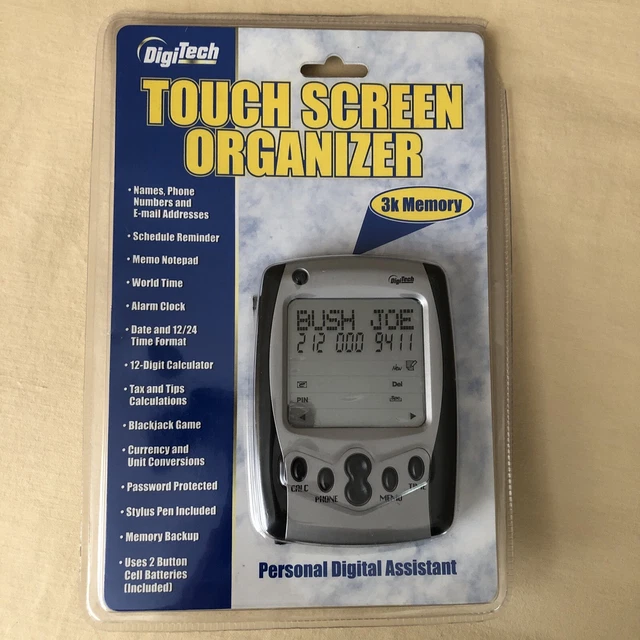 DigiTech
TOUCH SCREEN
ORGANIZER
• Names, Phone
Numbers and
E-mail Addresses
• Schedule Reminder
• Memo Notepad
• World Time
• Alarm Clock
• Date and 12/24
Time Format
• 12-Digit Calculator
• Tax and Tips
Calculations
• Blackjack Game
• Currency and
Unit Conversions
• Password Protected
• Stylus Pen Included
• Memory Backup
• Uses 2 Button
Cell Batteries
(Included)
3k Memory
DigiTech
BUSH JOE
212 000 9411
Del
PIN
CALC
PHONE
MEMO
TIME
Personal Digital Assistant